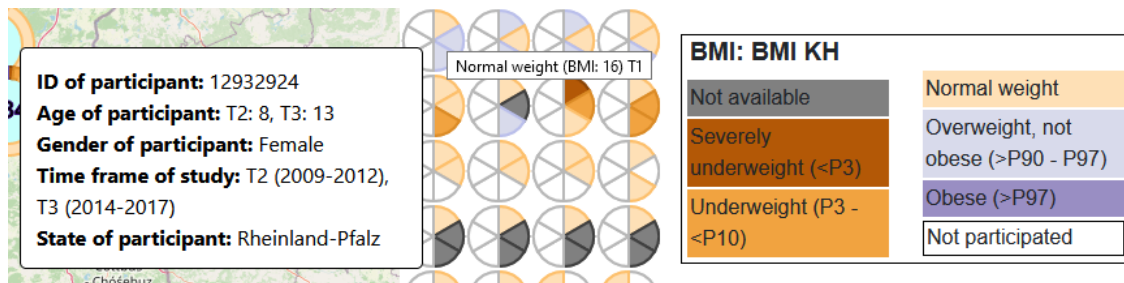 ID of participant: 12932924
Age of participant: T2: 8, T3: 13
Gender of participant: Female
Time frame of study: T2 (2009-2012),
T3 (2014-2017)
State of participant: Rheinland-Pfalz
- Chóśebuz
Normal weight (BMI: 16) T1
BMI: BMI KH
Not available
Severely
underweight (<P3)
Underweight (P3 -
<P10)
Normal weight
Overweight, not
obese (>P90 - P97)
Obese (>P97)
Not participated